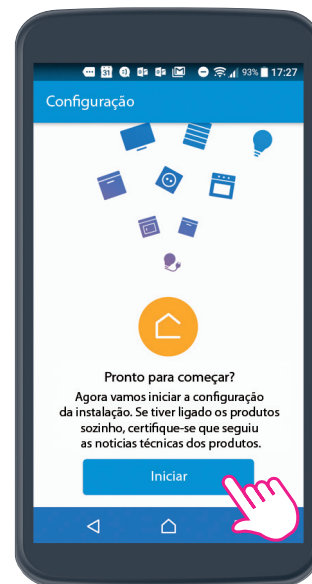 31
93% 17:27
Configuração
Pronto para começar?
Agora vamos iniciar a configuração
da instalação. Se tiver ligado os produtos
sozinho, certifique-se que seguiu
as noticias técnicas dos produtos.
Iniciar